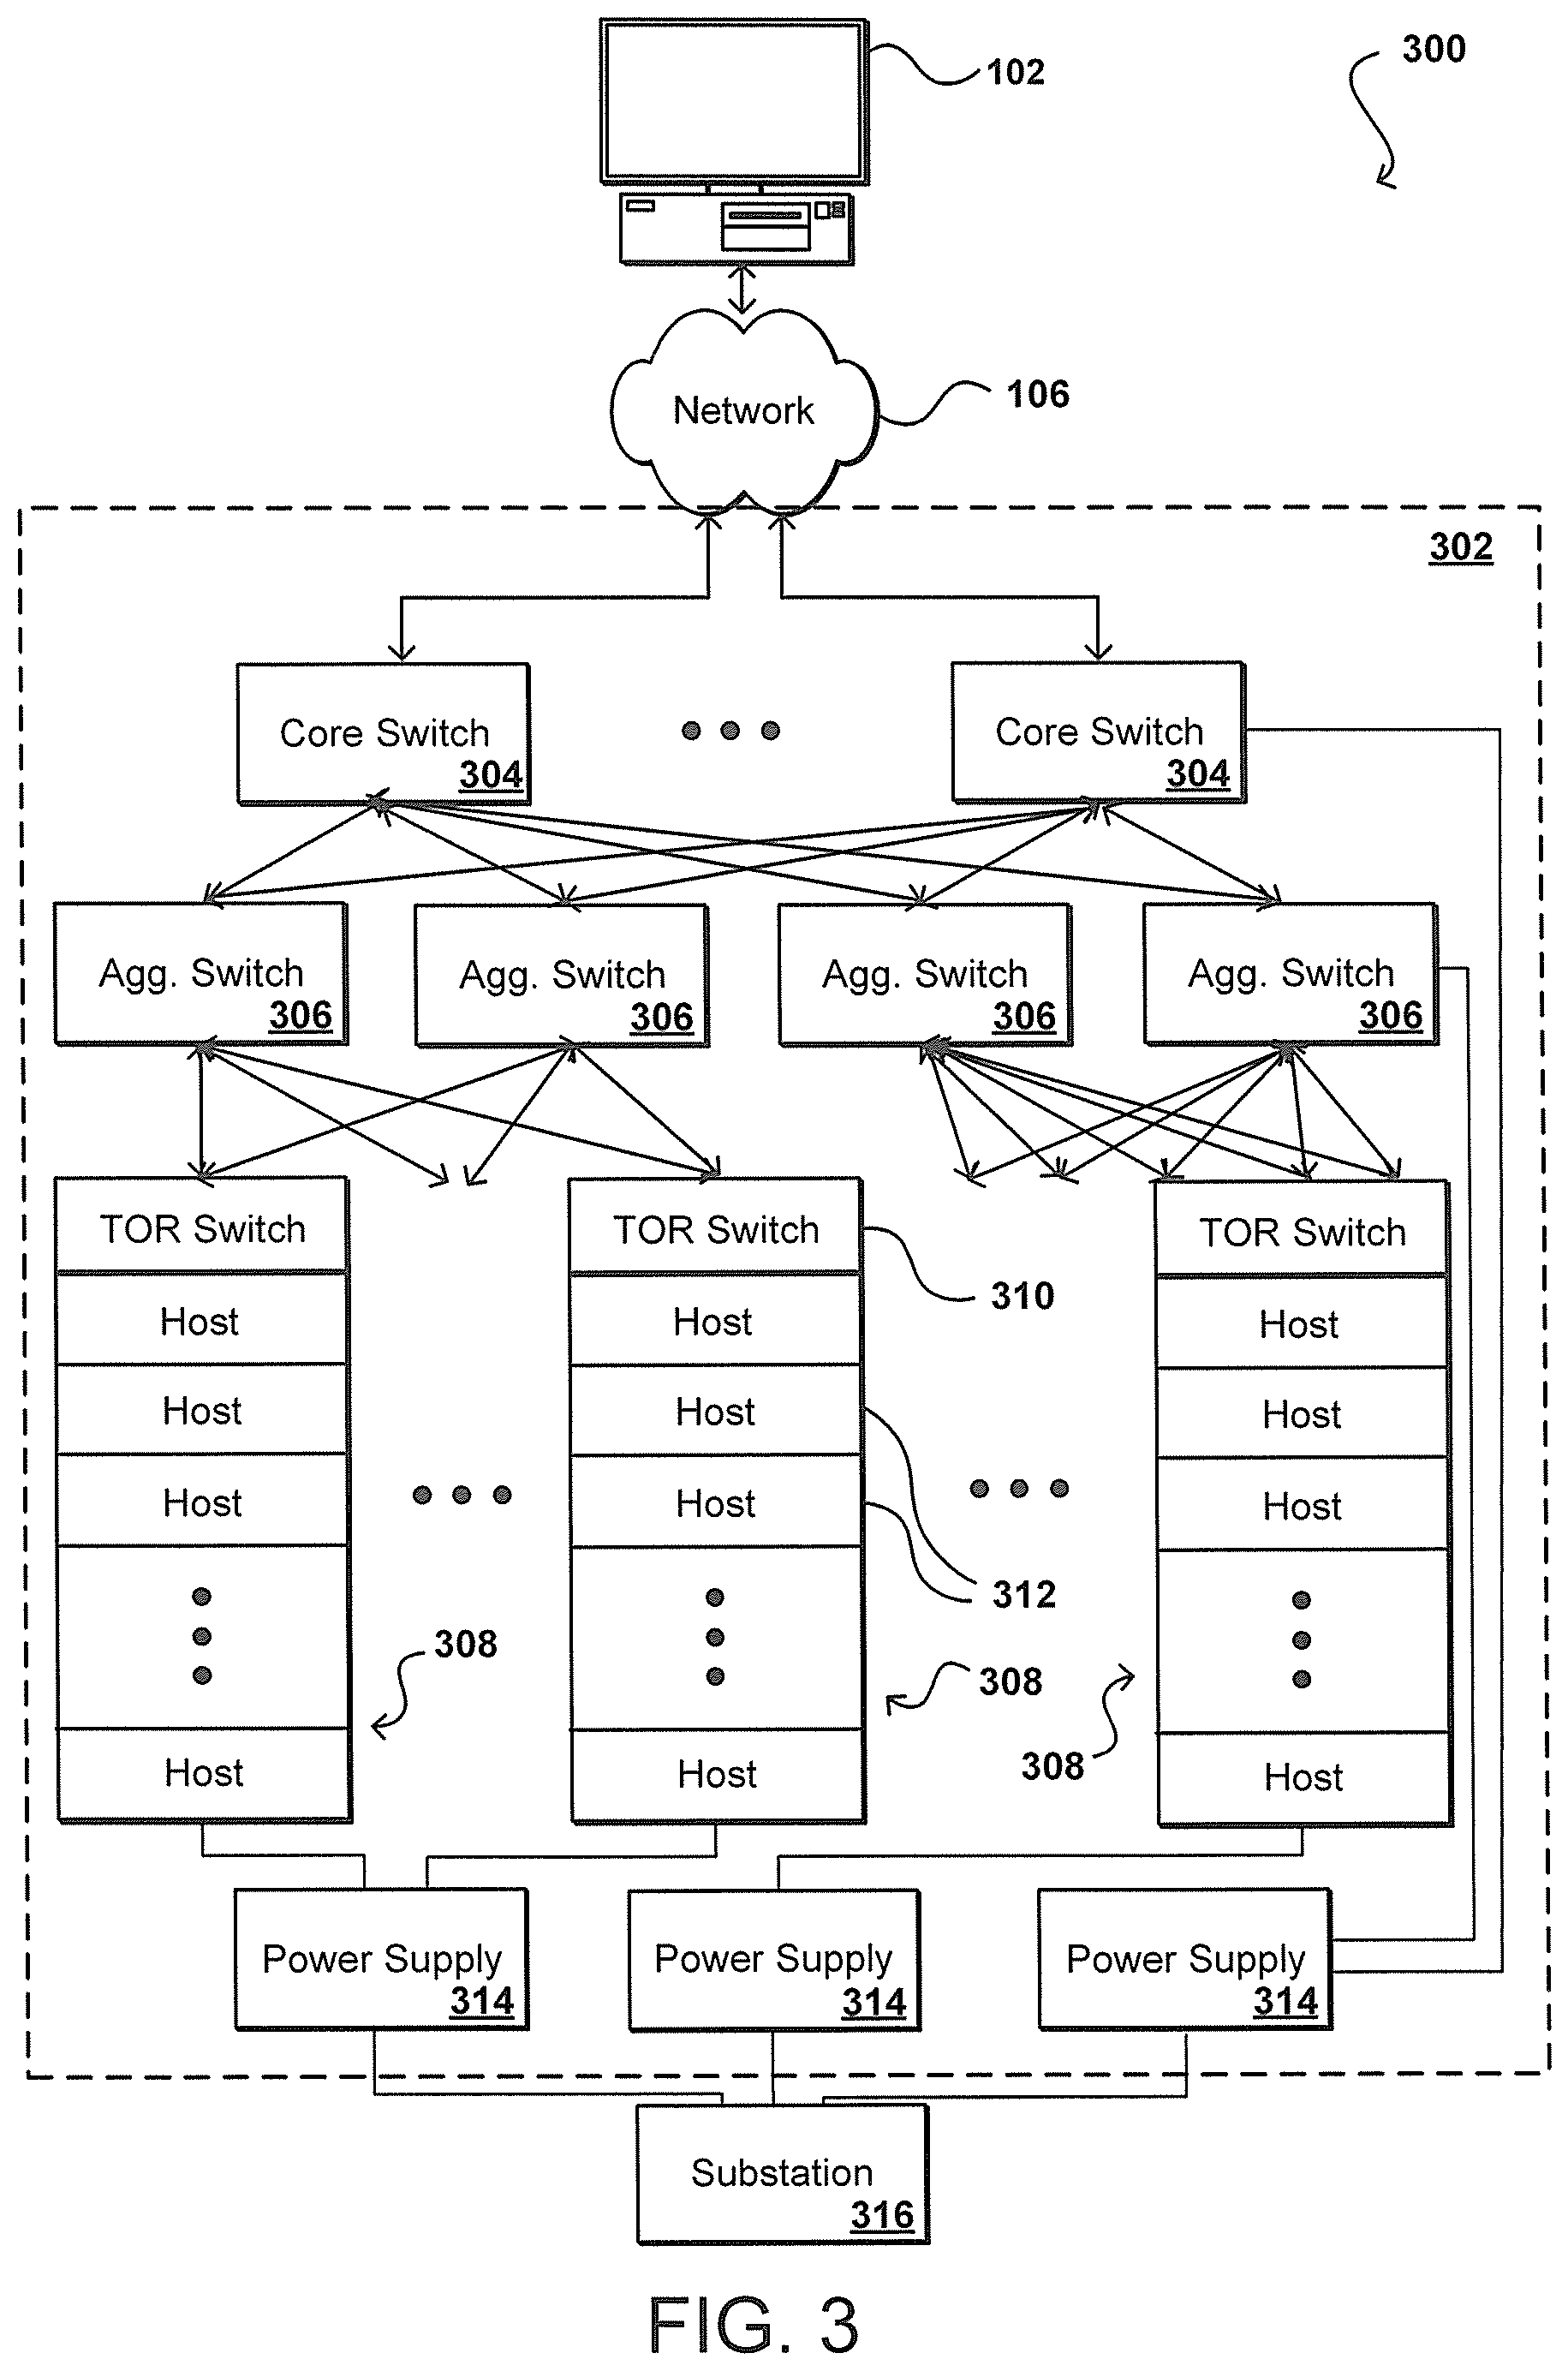 300
102
Network
106
302
Core Switch
304
Core Switch
304
Agg. Switch
306
Agg. Switch
306
Agg. Switch
306
Agg. Switch
306
TOR Switch
Host
Host
Host
Host
308
TOR Switch
Host
Host
Host
Host
310
312
308
TOR Switch
Host
Host
Host
Host
308
Power Supply
314
Power Supply
314
Power Supply
314
Substation
316
FIG. 3